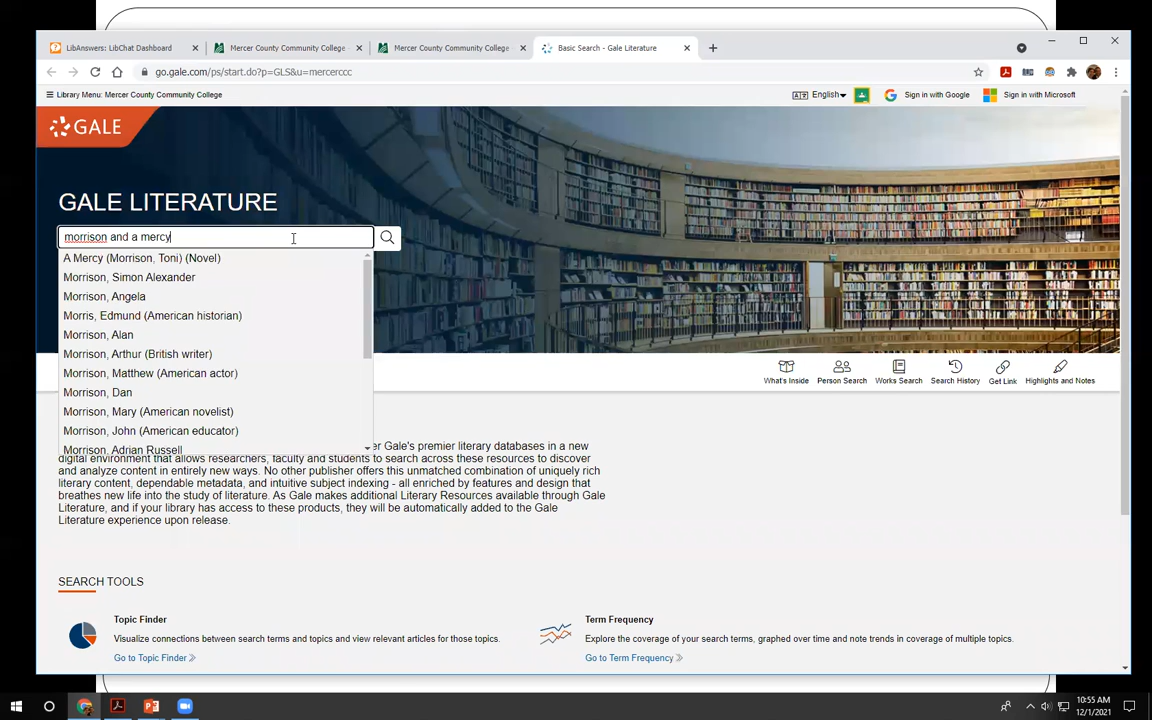 LibAnswers: LibChat Dashboard
Mercer County Community College -
Mercer County Community College -
Basic Search - Gale Literature
go.gale.com/ps/start.do?p=GLS&u=mercerccc
Library Menu: Mercer County Community College
English
Sign in with Google
Sign in with Microsoft
GALE
GALE LITERATURE
morrison and a mercy
A Mercy (Morrison, Toni) (Novel)
Morrison, Simon Alexander
Morrison, Angela
Morris, Edmund (American historian)
Morrison, Alan
Morrison, Arthur (British writer)
Morrison, Matthew (American actor)
Morrison, Dan
Morrison, Mary (American novelist)
Morrison, John (American educator)
Morrison, Adrian Russell
What's Inside
Person Search
Works Search
Search History
Get Link
Highlights and Notes
er Gale's premier literary databases in a new
digital environment that allows researchers, faculty and students to search across these resources to discover
and analyze content in entirely new ways. No other publisher offers this unmatched combination of uniquely rich
literary content, dependable metadata, and intuitive subject indexing - all enriched by features and design that
breathes new life into the study of literature. As Gale makes additional Literary Resources available through Gale
Literature, and if your library has access to these products, they will be automatically added to the Gale
Literature experience upon release.
SEARCH TOOLS
Topic Finder
Visualize connections between search terms and topics and view relevant articles for those topics.
Go to Topic Finder
Term Frequency
Explore the coverage of your search terms, graphed over time and note trends in coverage of multiple topics.
Go to Term Frequency
10:55 AM
12/1/2021